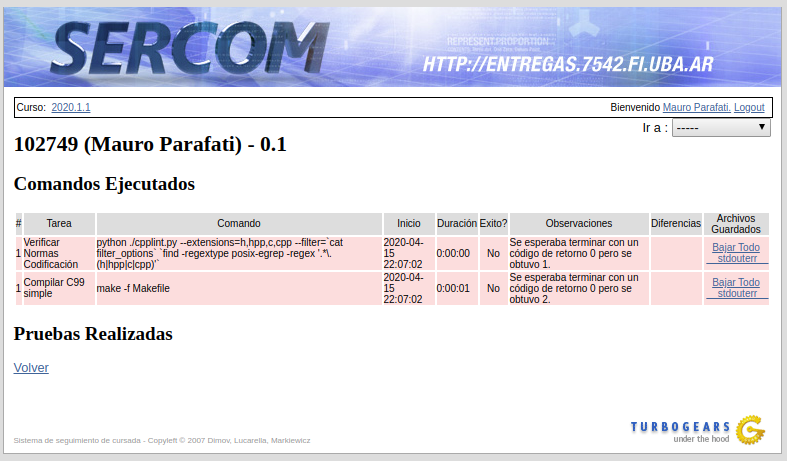 SERCOM
REPRESENT.PROPORTION
HTTP://ENTREGAS.7542.FI.UBA.AR
Curso: 2020.1.1
Bienvenido Mauro Parafati. Logout
Ir a : -----
102749 (Mauro Parafati) - 0.1
Comandos Ejecutados
# Tarea Comando Inicio Duración Exito? Observaciones Diferencias Archivos
Guardados
1 Verificar
Normas
Codificación
python ./cpplint.py --extensions=h,hpp,c,cpp --filter=`cat
filter_options` `find -regextype posix-egrep -regex '.*\.
(h|hpp|c|cpp)'`
2020-04-
15
22:07:02
0:00:00
No
Se esperaba terminar con un
código de retorno 0 pero se
obtuvo 1.
Bajar Todo
stdouterr
1 Compilar C99
simple
make -f Makefile
2020-04-
15
22:07:02
0:00:01
No
Se esperaba terminar con un
código de retorno 0 pero se
obtuvo 2.
Bajar Todo
stdouterr
Pruebas Realizadas
Volver
Sistema de seguimiento de cursada - Copyleft © 2007 Dimov, Lucarella, Markiewicz
TURBOGEARS
under the hood